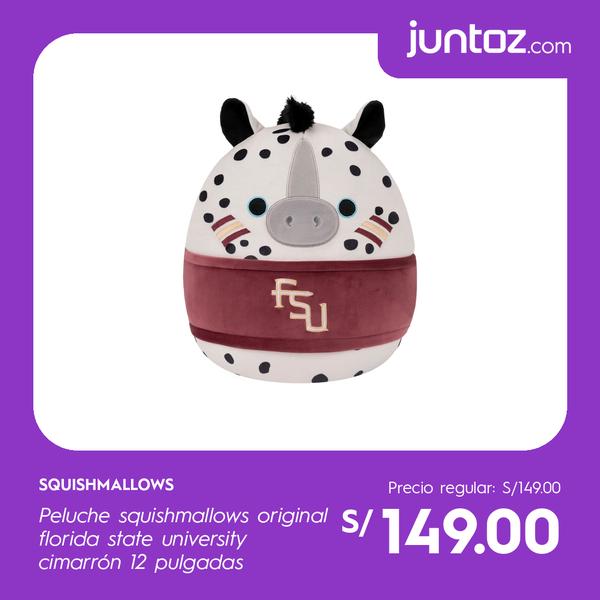 juntoz.com
FSU
SQUISHMALLOWS
Peluche squishmallows original
florida state university
cimarrón 12 pulgadas
Precio regular: S/149.00
S/149.00